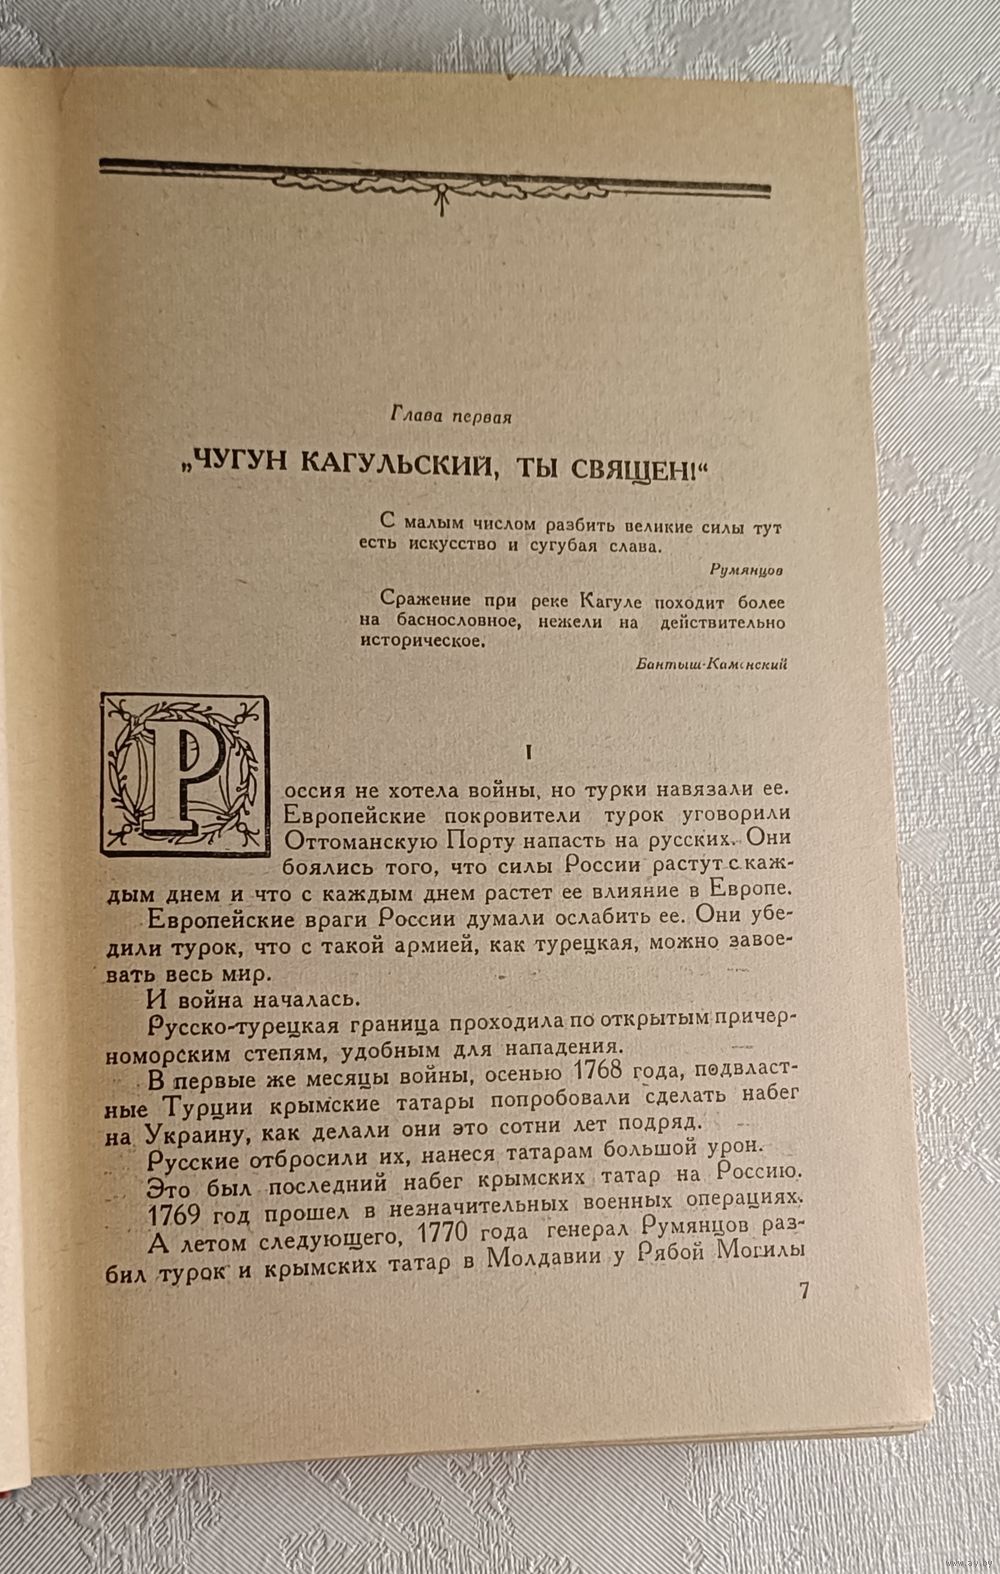 Глава первая
„ЧУГУН КАГУЛЬСКИЙ, ТЫ СВЯЩЕН!“
С малым числом разбить великие силы тут
есть искусство и сугубая слава.
Румянцов
Сражение при реке Кагуле походит более
на баснословное, нежели на действительно
историческое.
Бантыш-Каменский
I
Россия не хотела войны, но турки навязали ее.
Европейские покровители турок уговорили
Оттоманскую Порту напасть на русских. Они
боялись того, что силы России растут с каж-
дым днем и что с каждым днем растет ее влияние в Европе.
Европейские враги России думали ослабить ее. Они убе-
дили турок, что с такой армией, как турецкая, можно завое-
вать весь мир.
И война началась.
Русско-турецкая граница проходила по открытым причер-
номорским степям, удобным для нападения.
В первые же месяцы войны, осенью 1768 года, подвласт-
ные Турции крымские татары попробовали сделать набег
на Украину, как делали они это сотни лет подряд.
Русские отбросили их, нанеся татарам большой урон.
Это был последний набег крымских татар на Россию.
1769 год прошел в незначительных военных операциях.
А летом следующего, 1770 года генерал Румянцов раз-
бил турок и крымских татар в Молдавии у Рябой Могилы
7
www.ay.by